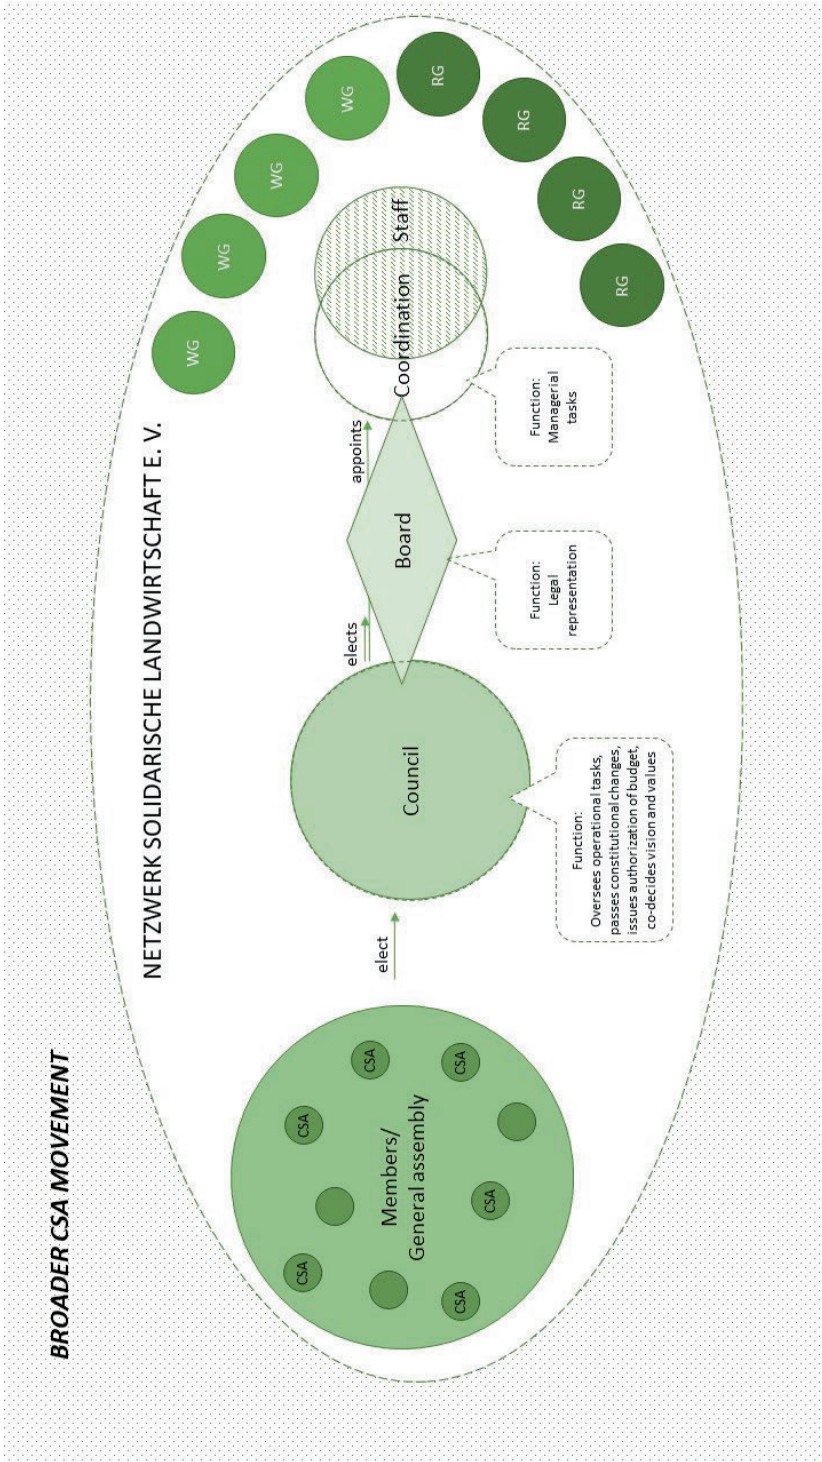 BROADER CSA MOVEMENT
NETZWERK SOLIDARISCHE LANDWIRTSCHAFT E. V.
CSA
CSA
CSA
CSA
CSA
CSA
Members/
General assembly
elect
Council
elects
Board
appoints
Coordination
Staff
WG
WG
WG
WG
RG
RG
RG
RG
Function:
Oversees operational tasks,
passes constitutional changes,
issues authorization of budget,
co-decides vision and values
Function:
Legal
representation
Function:
Managerial
tasks